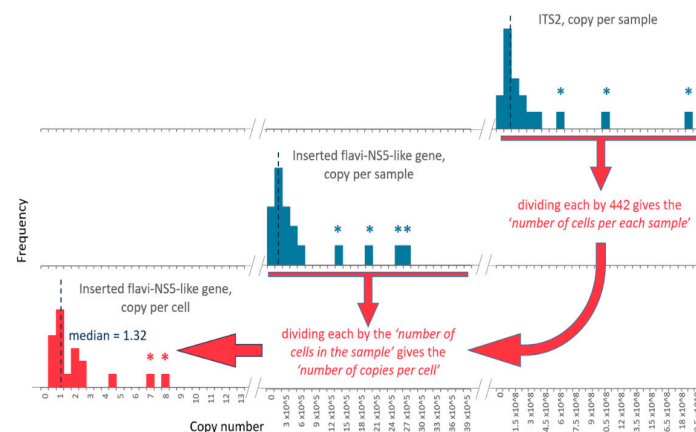 ITS2, copy per sample
*
*
*
Inserted flavi-NS5-like gene,
copy per sample
* * **
dividing each by 442 gives the
'number of cells per each sample'
Frequency
Inserted flavi-NS5-like gene,
copy per cell
median = 1.32
* *
dividing each by the 'number of
cells in the sample' gives the
'number of copies per cell'
0 1 2 3 4 5 6 7 8 9 10 11 12 13
0 3 x10^5 6 x10^5 9 x10^5 12 x10^5 15 x10^5 18 x10^5 21 x10^5 24 x10^5 27 x10^5 30 x10^5 33 x10^5 36 x10^5 39 x10^5
0 1.5 x10^8 3 x10^8 4.5 x10^8 6 x10^8 7.5 x10^8 9 x10^8 0.5 x10^8 12 x10^8 13.5 x10^8 15 x10^8 16.5 x10^8 18 x10^8
Copy number